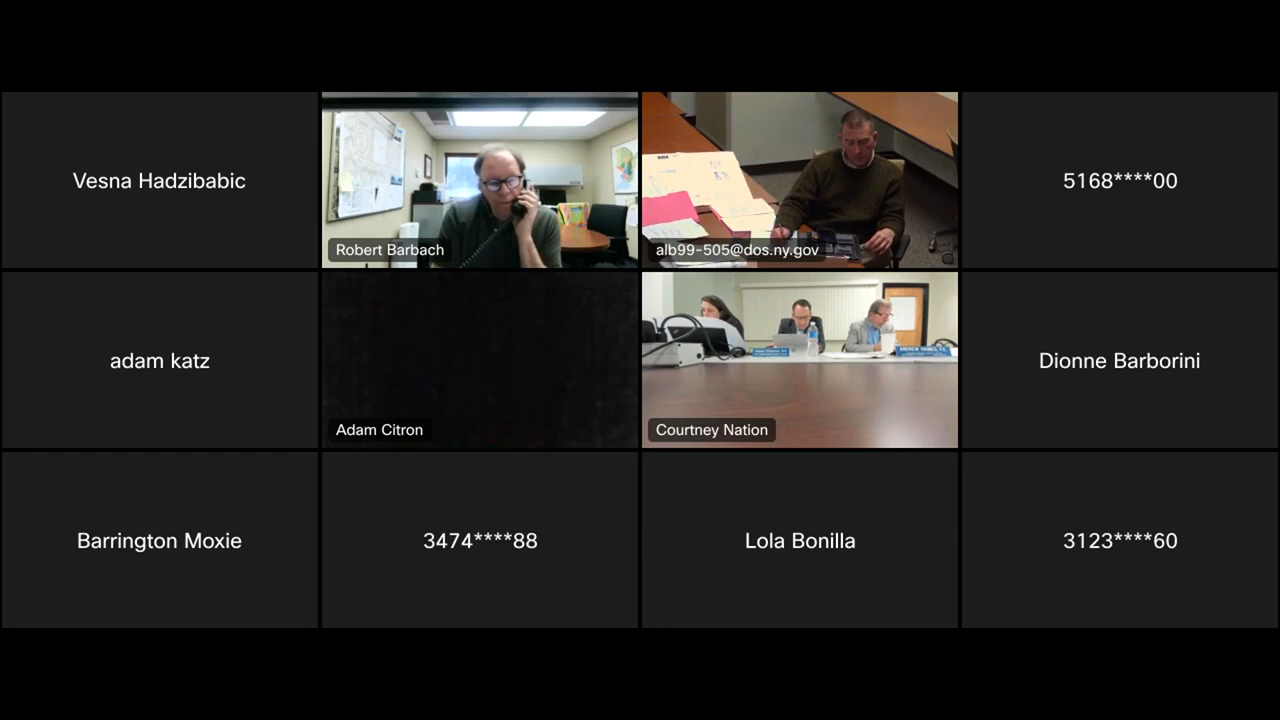 Vesna Hadzibabic
Robert Barbach
alb99-505@dos.ny.gov
5168****00
adam katz
Adam Citron
Courtney Nation
Dionne Barborini
Barrington Moxie
3474****88
Lola Bonilla
3123****60